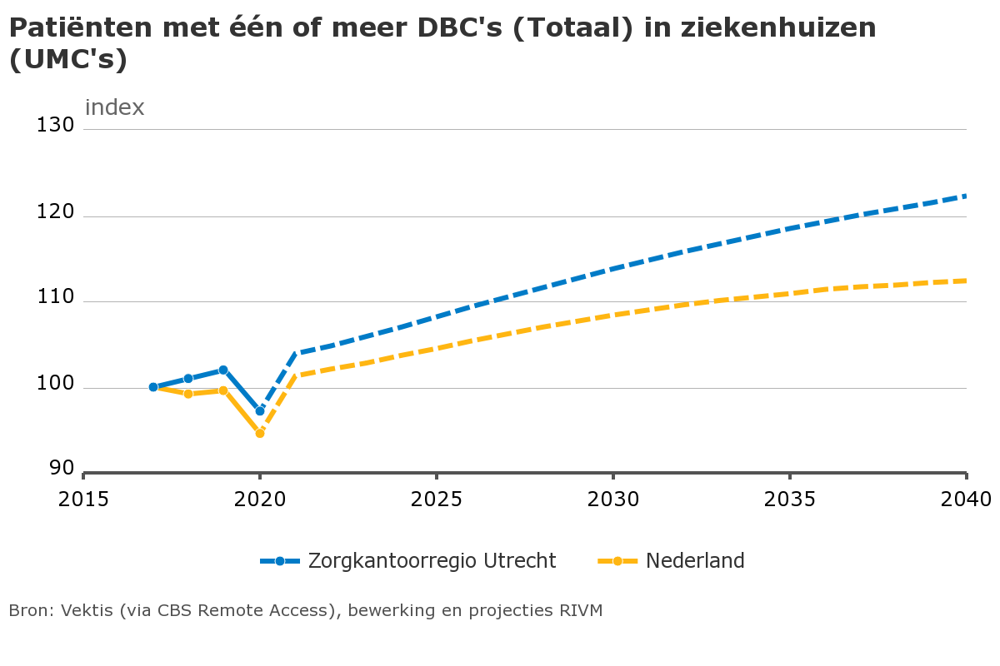 Patiënten met één of meer DBC's (Totaal) in ziekenhuizen
(UMC's)
index
130
120
110
100
90
2015 2020 2025 2030 2035 2040
Zorgkantoorregio Utrecht Nederland
Bron: Vektis (via CBS Remote Access), bewerking en projecties RIVM